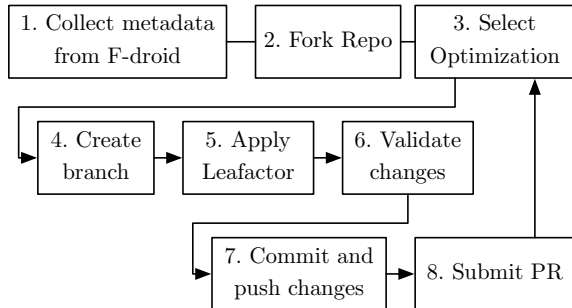 1. Collect metadata
from F-droid
2. Fork Repo
3. Select
Optimization
4. Create
branch
5. Apply
Leafactor
6. Validate
changes
7. Commit and
push changes
8. Submit PR